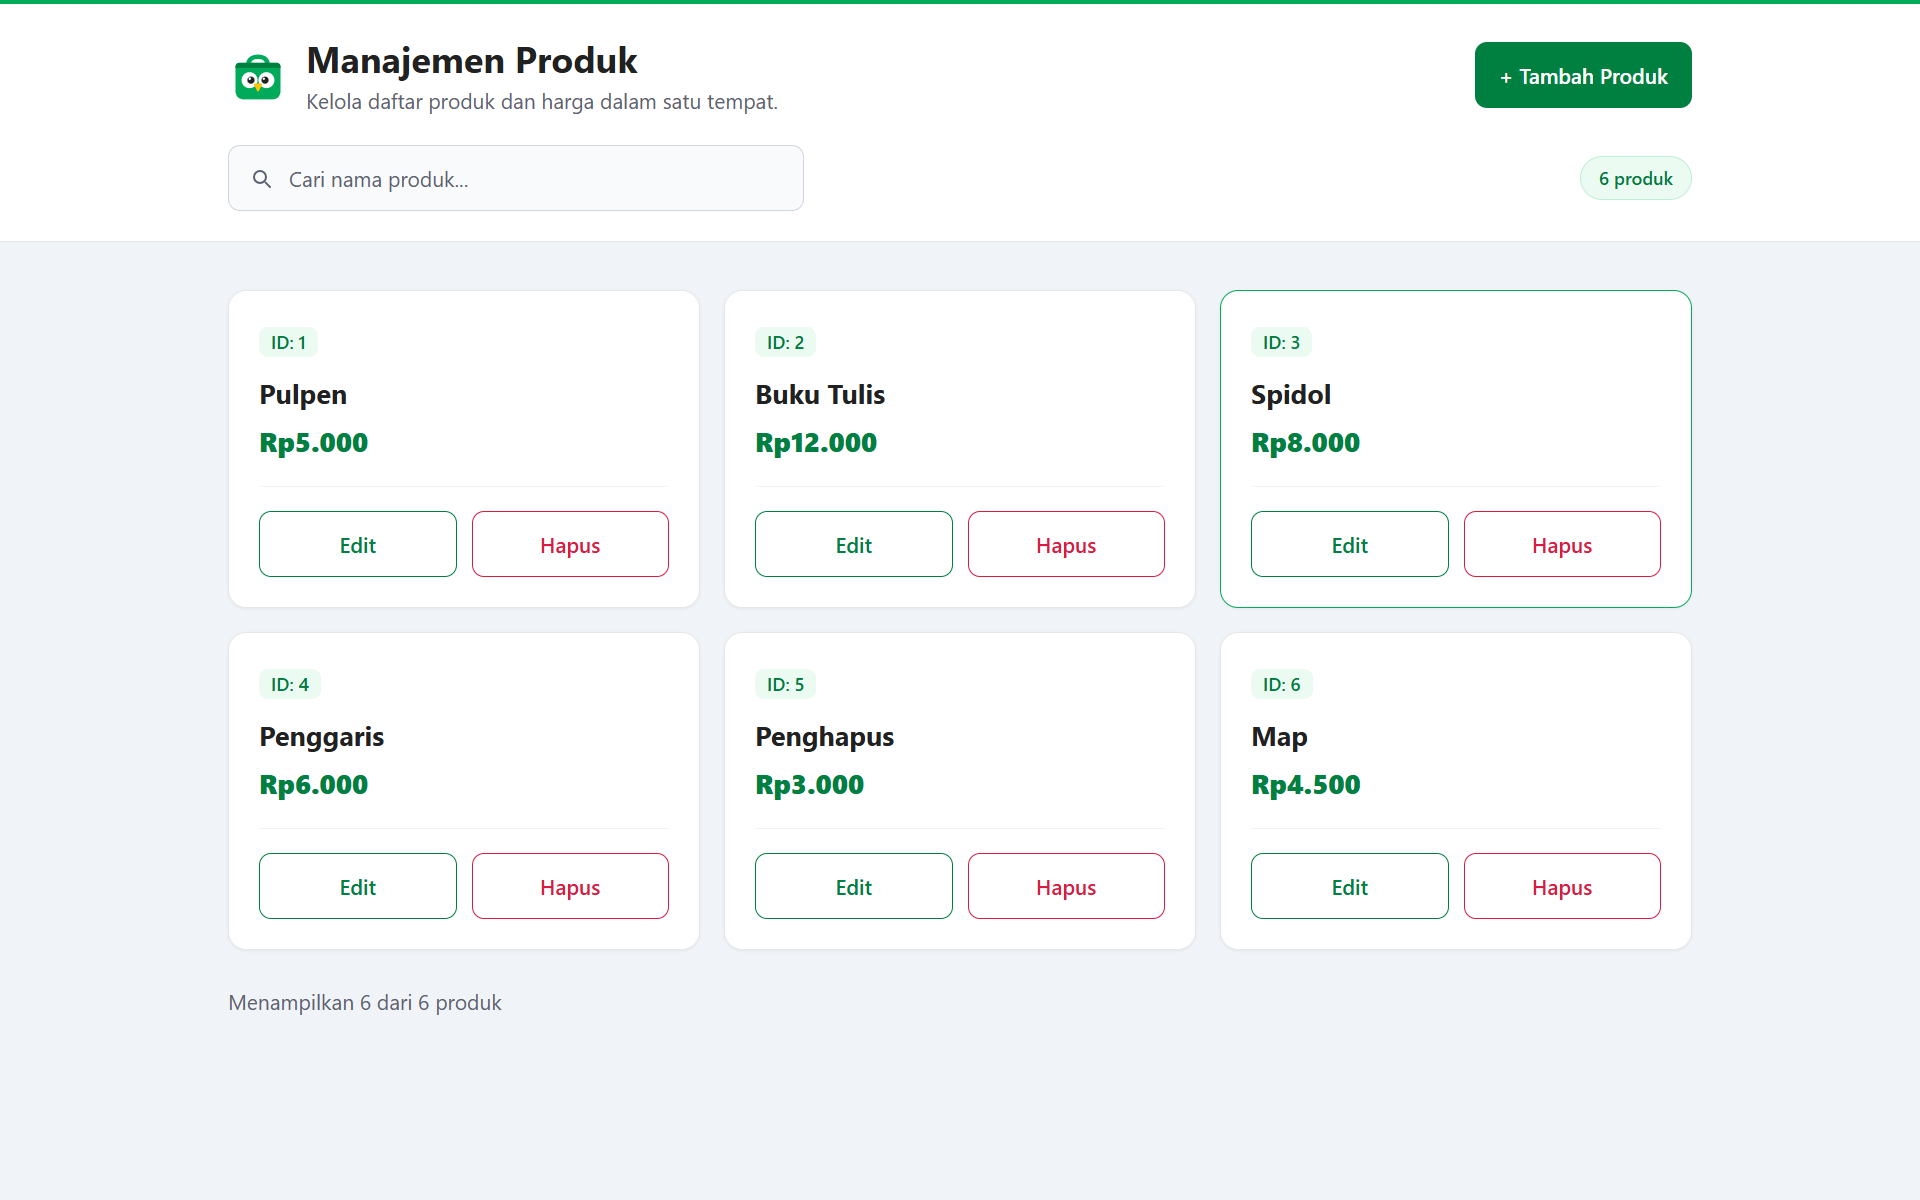 Manajemen Produk
Kelola daftar produk dan harga dalam satu tempat.
+ Tambah Produk
Cari nama produk...
6 produk
ID: 1
Pulpen
Rp5.000
Edit
Hapus
ID: 2
Buku Tulis
Rp12.000
Edit
Hapus
ID: 3
Spidol
Rp8.000
Edit
Hapus
ID: 4
Penggaris
Rp6.000
Edit
Hapus
ID: 5
Penghapus
Rp3.000
Edit
Hapus
ID: 6
Map
Rp4.500
Edit
Hapus
Menampilkan 6 dari 6 produk